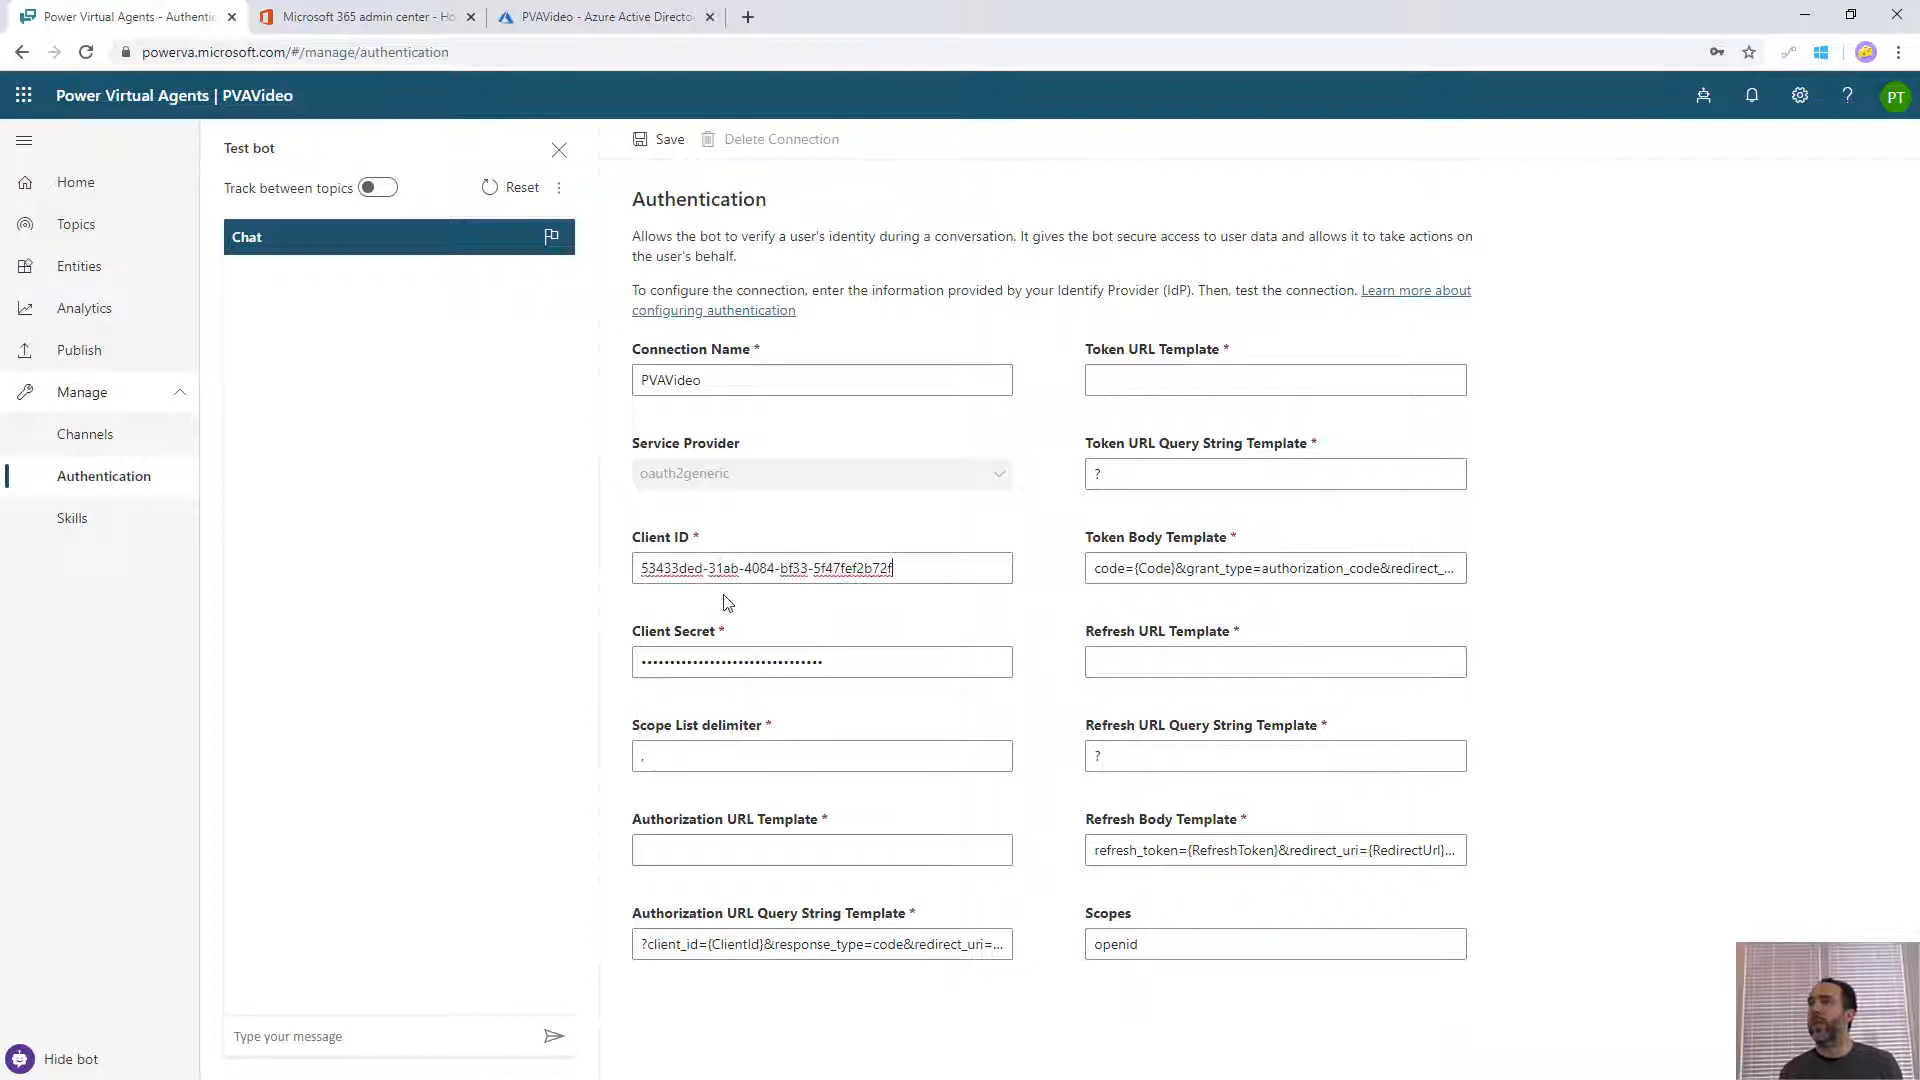 Power Virtual Agents - Authentic
Microsoft 365 admin center - Ho
PVAVideo - Azure Active Directo
powerva.microsoft.com/#/manage/authentication
Power Virtual Agents | PVAVideo
PT
Home
Topics
Entities
Analytics
Publish
Manage
Channels
Authentication
Skills
Hide bot
Test bot
Track between topics
Reset
Chat
Type your message
Save
Delete Connection
Authentication
Allows the bot to verify a user's identity during a conversation. It gives the bot secure access to user data and allows it to take actions on
the user's behalf.
To configure the connection, enter the information provided by your Identify Provider (IdP). Then, test the connection. Learn more about
configuring authentication
Connection Name *
PVAVideo
Service Provider
oauth2generic
Client ID *
53433ded-31ab-4084-bf33-5f47fef2b72f
Client Secret *
••••••••••••••••••••••••••••••••
Scope List delimiter *
,
Authorization URL Template *
Authorization URL Query String Template *
?client_id={ClientId}&response_type=code&redirect_uri=...
Token URL Template *
Token URL Query String Template *
?
Token Body Template *
code={Code}&grant_type=authorization_code&redirect_...
Refresh URL Template *
Refresh URL Query String Template *
?
Refresh Body Template *
refresh_token={RefreshToken}&redirect_uri={RedirectUrl}...
Scopes
openid